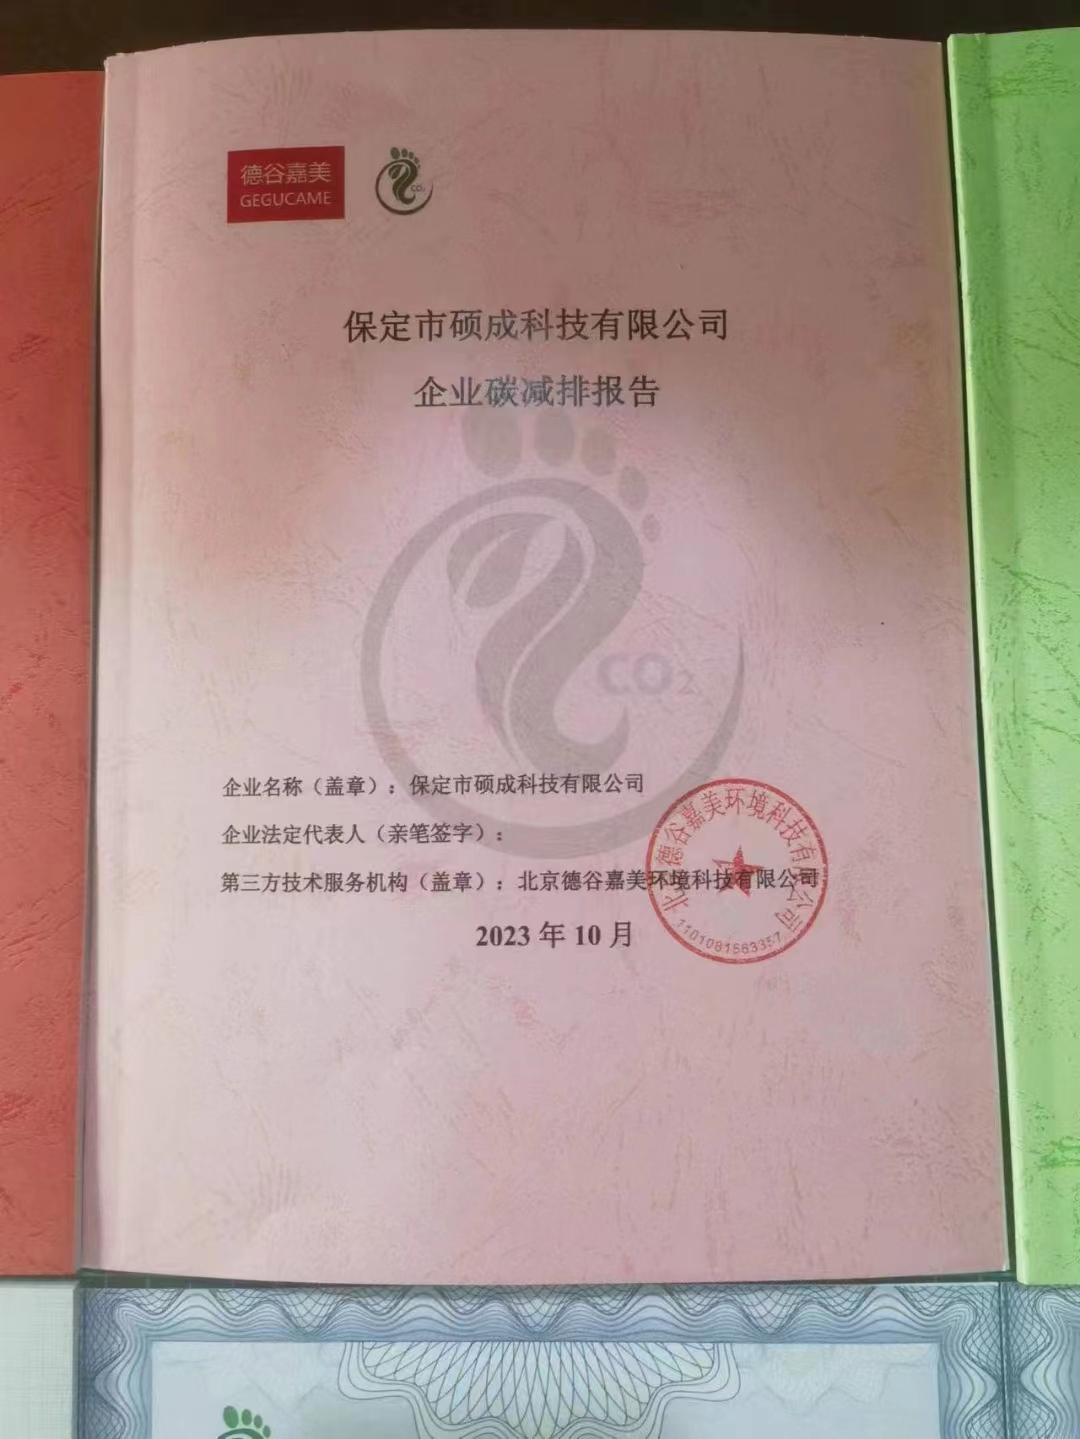 德谷嘉美
GEGUCAME
CO₂
保定市硕成科技有限公司
企业碳减排报告
CO₂
企业名称（盖章）：保定市硕成科技有限公司
企业法定代表人（亲笔签字）：
第三方技术服务机构（盖章）：北京德谷嘉美环境科技有限公司
北京德谷嘉美环境科技有限公司
2023 年 10 月